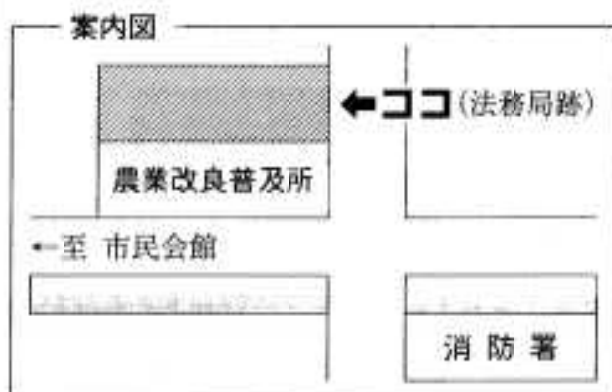 案内図
←ココ(法務局跡)
農業改良普及所
←至 市民会館
消防署